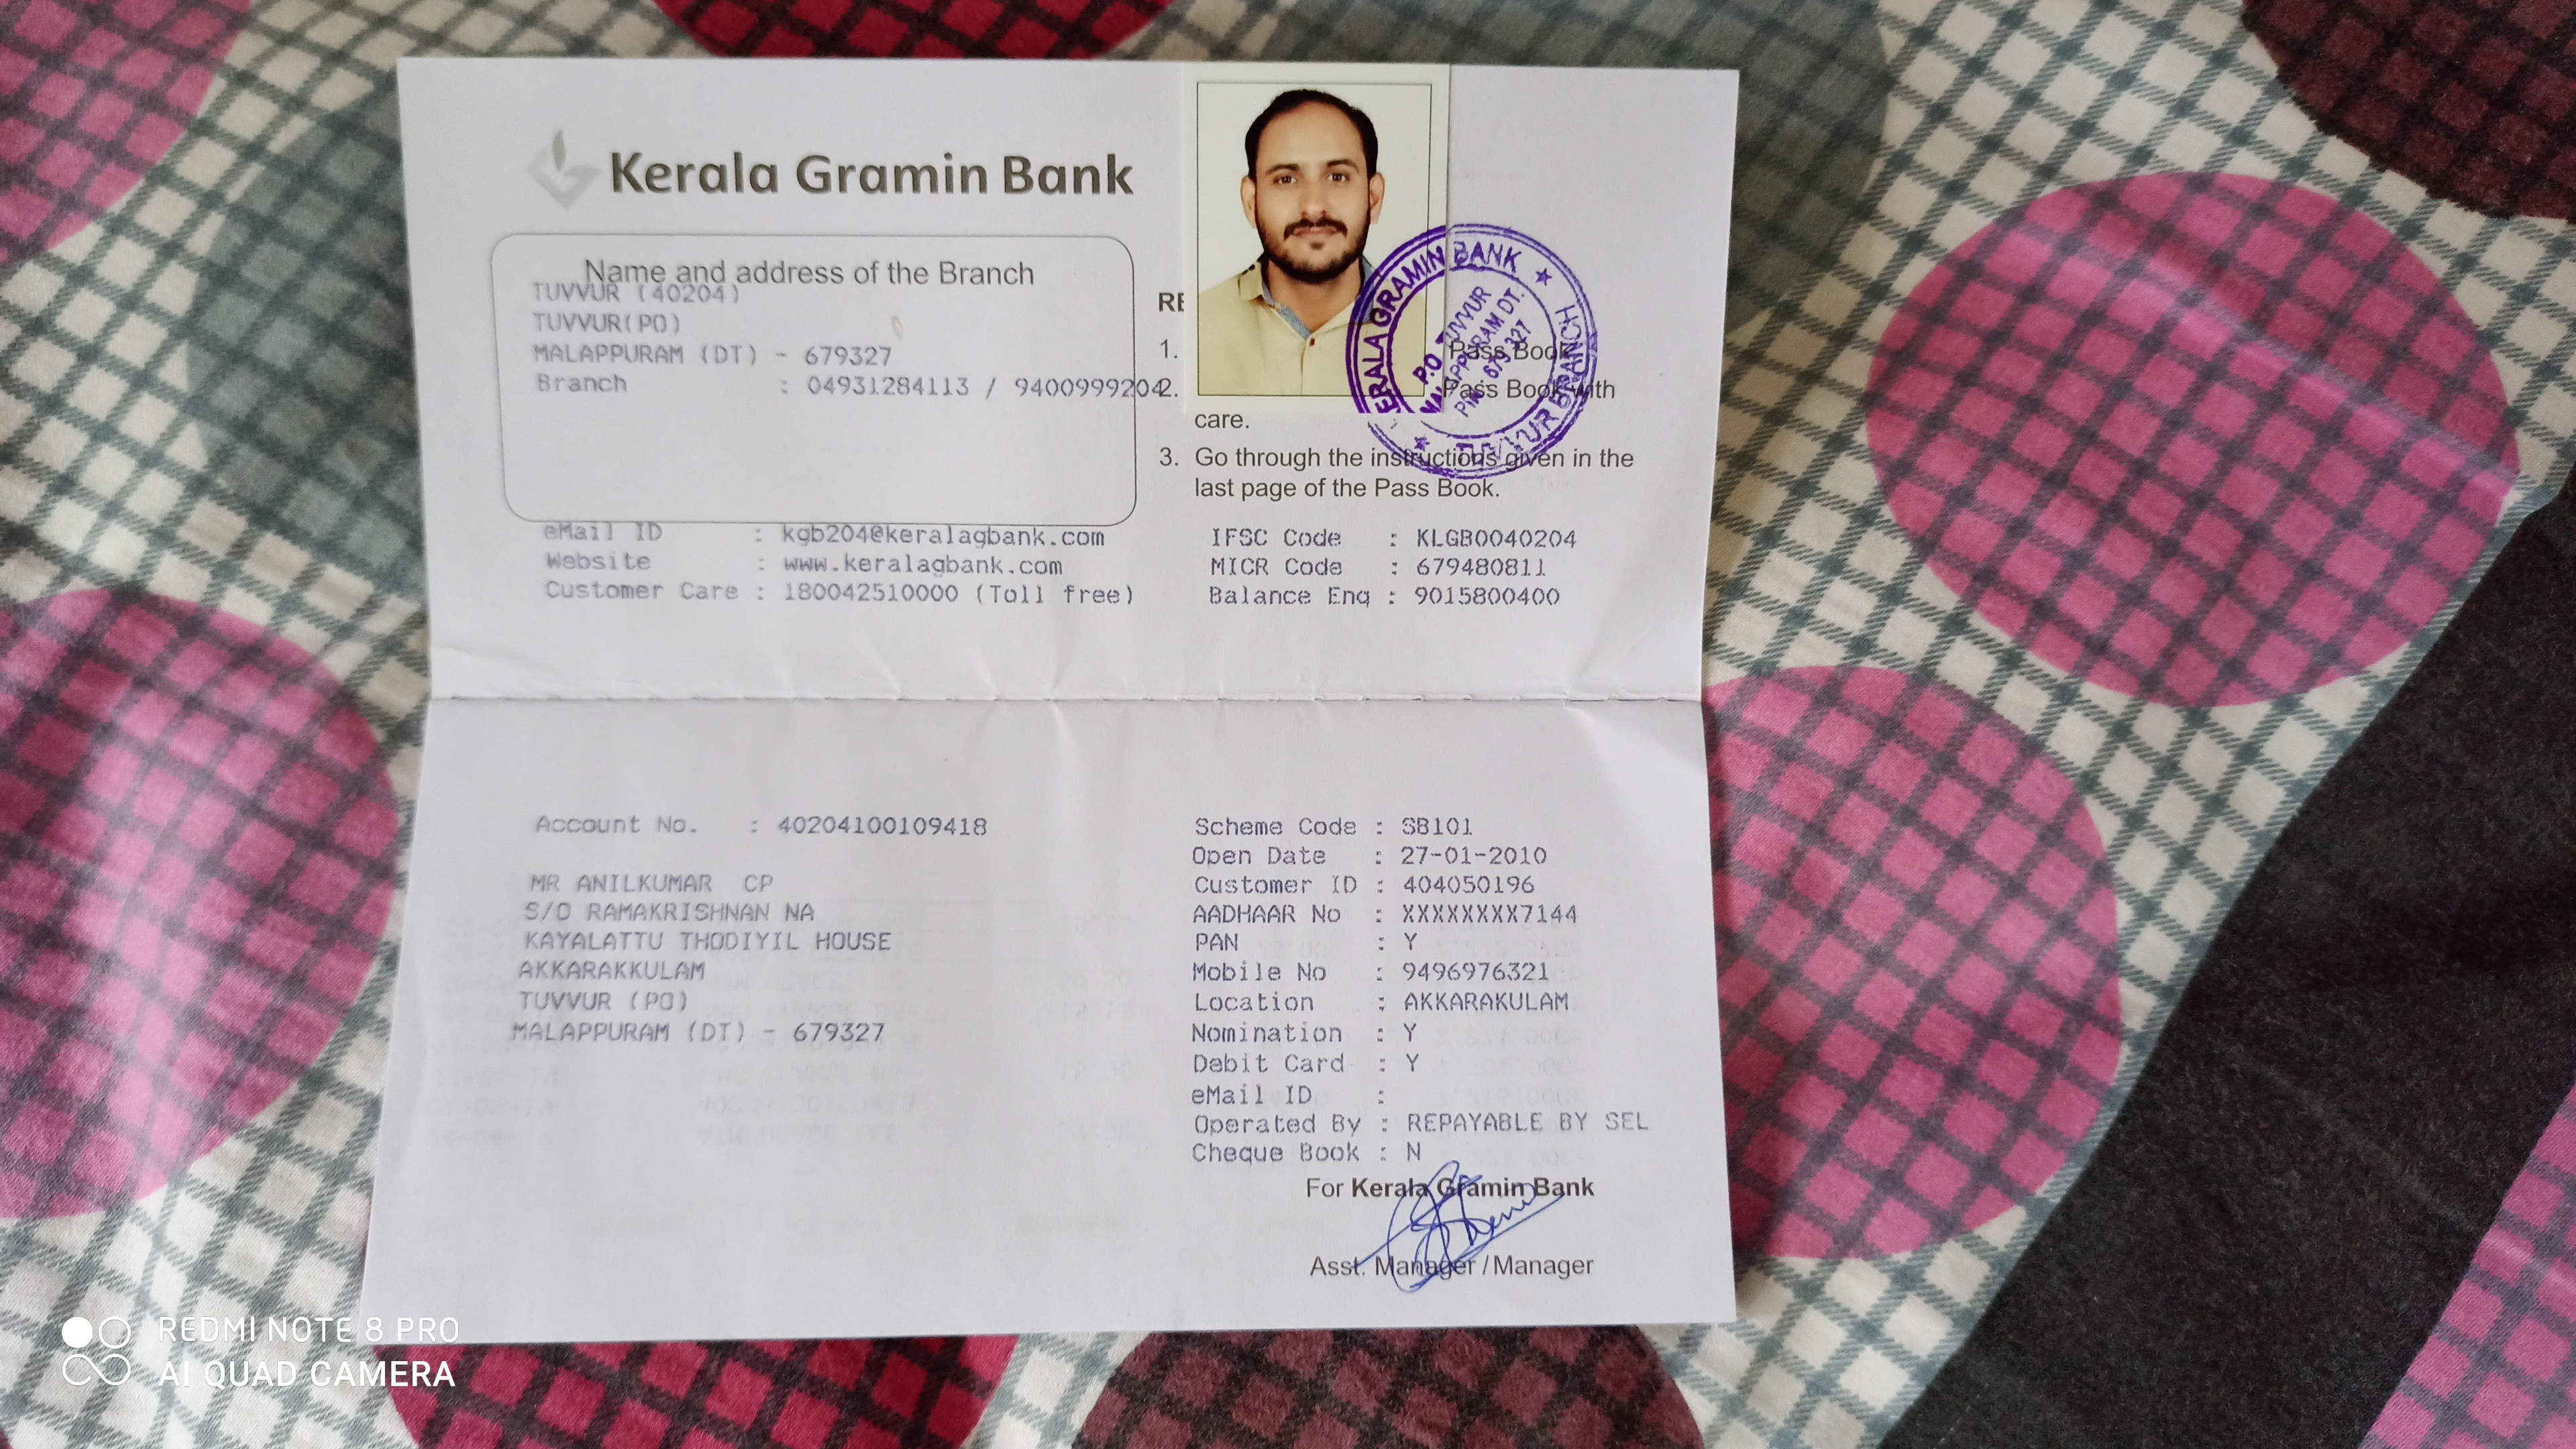 Kerala Gramin Bank
Name and address of the Branch
TUVVUR (40204)
TUVVUR(PO)
MALAPPURAM (DT) - 679327
Branch : 04931284113 / 9400999204
eMail ID : kgb204@keralagbank.com
Website : www.keralagbank.com
Customer Care : 180042510000 (Toll free)
KERALA GRAMIN BANK ★
TUVVUR BRANCH ★
P.O. TUVVUR
MALAPPURAM DT.
PIN 679 327
1. Pass Book
2. Pass Book with
care.
3. Go through the instructions given in the
last page of the Pass Book.
IFSC Code : KLGB0040204
MICR Code : 679480811
Balance Enq : 9015800400
Account No. : 40204100109418
MR ANILKUMAR CP
S/O RAMAKRISHNAN NA
KAYALATTU THODIYIL HOUSE
AKKARAKKULAM
TUVVUR (PO)
MALAPPURAM (DT) - 679327
Scheme Code : SB101
Open Date : 27-01-2010
Customer ID : 404050196
AADHAAR No : XXXXXXXX7144
PAN : Y
Mobile No : 9496976321
Location : AKKARAKULAM
Nomination : Y
Debit Card : Y
eMail ID :
Operated By : REPAYABLE BY SEL
Cheque Book : N
For Kerala Gramin Bank
Asst. Manager / Manager
REDMI NOTE 8 PRO
AI QUAD CAMERA